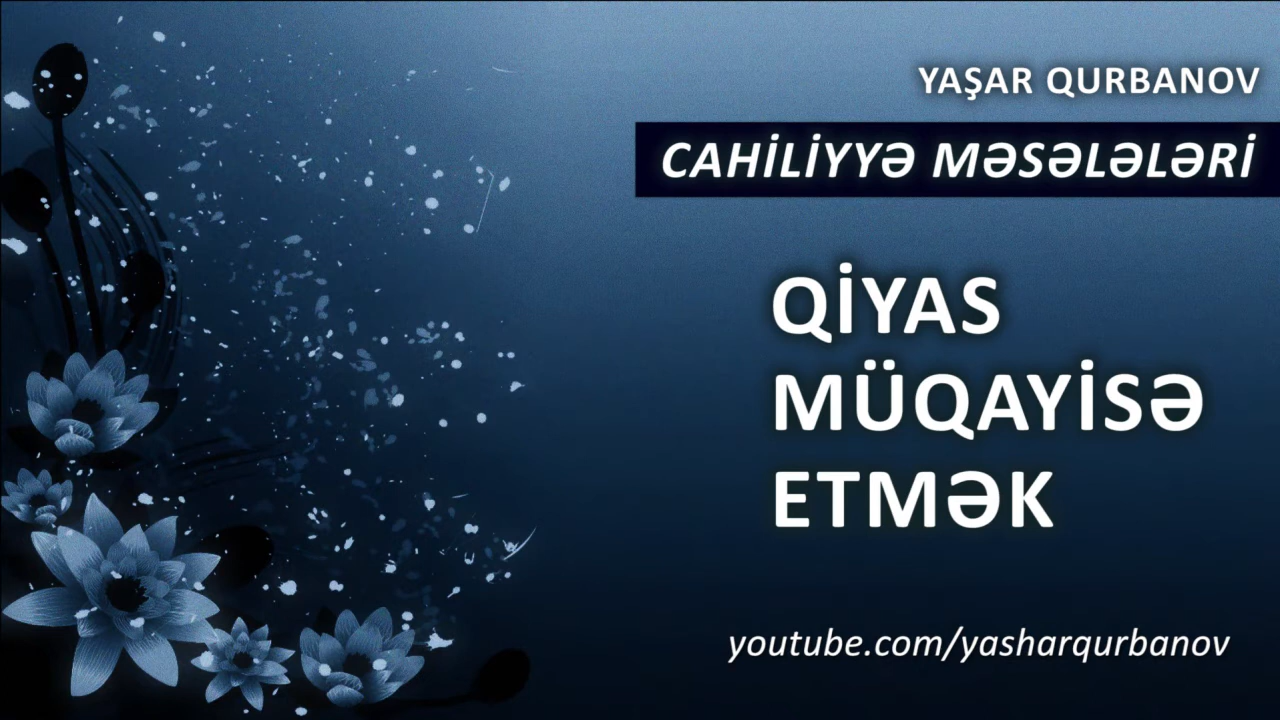 YAŞAR QURBANOV
CAHİLİYYƏ MƏSƏLƏLƏRİ
QİYAS
MÜQAYİSƏ
ETMƏK
youtube.com/yasharqurbanov